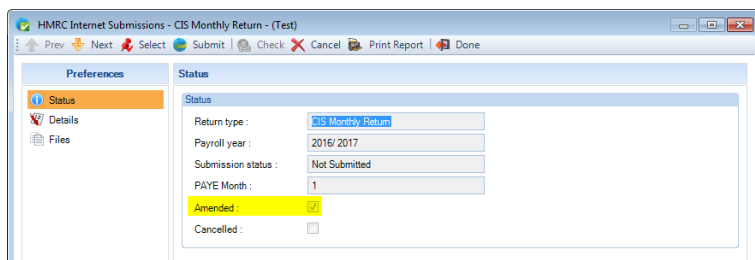 HMRC Internet Submissions - CIS Monthly Return - (Test)
Prev Next Select Submit Check Cancel Print Report Done
Preferences
Status
Details
Files
Status
Status
Return type : CIS Monthly Return
Payroll year : 2016/ 2017
Submission status : Not Submitted
PAYE Month : 1
Amended :
Cancelled :